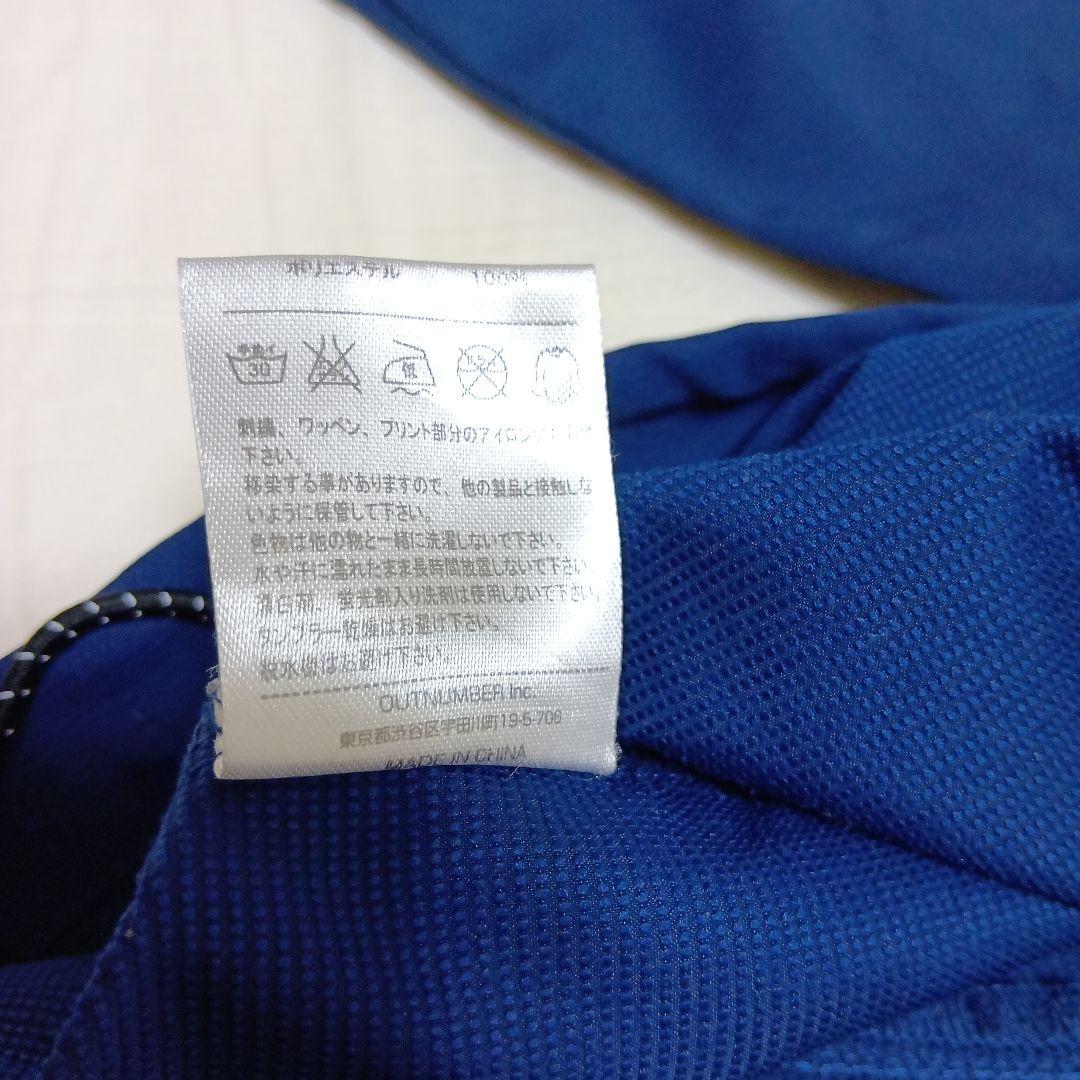 ポリエステル 100%
30 低
刺繍、ワッペン、プリント部分のアイロン
下さい。
移染する事がありますので、他の製品と接触しな
いように保管して下さい。
色物は他の物と一緒に洗濯しないで下さい。
水や汗に濡れたまま長時間放置しないで下さい
漂白剤、蛍光剤入り洗剤は使用しないで下さい。
タンブラー乾燥はお避け下さい。
はお避け下さい。
OUTNUMBER Inc.
東京都渋谷区宇田川町19-5-706
MADE IN CHINA